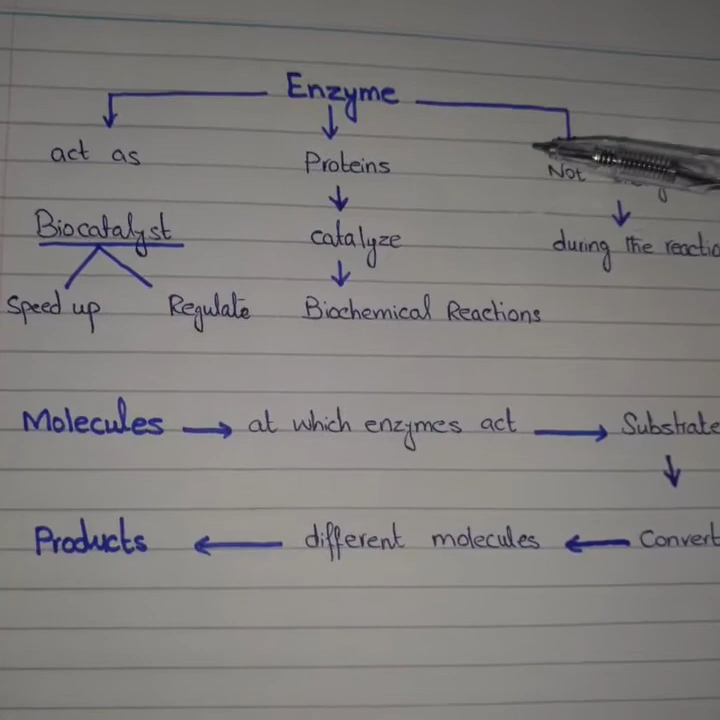 Enzyme
act as Proteins Not
Biocatalyst catalyze during the
Speed up Regulate Biochemical Reactions
Molecules → at which enzymes act → Substrate
Products ← different molecules ← Convert